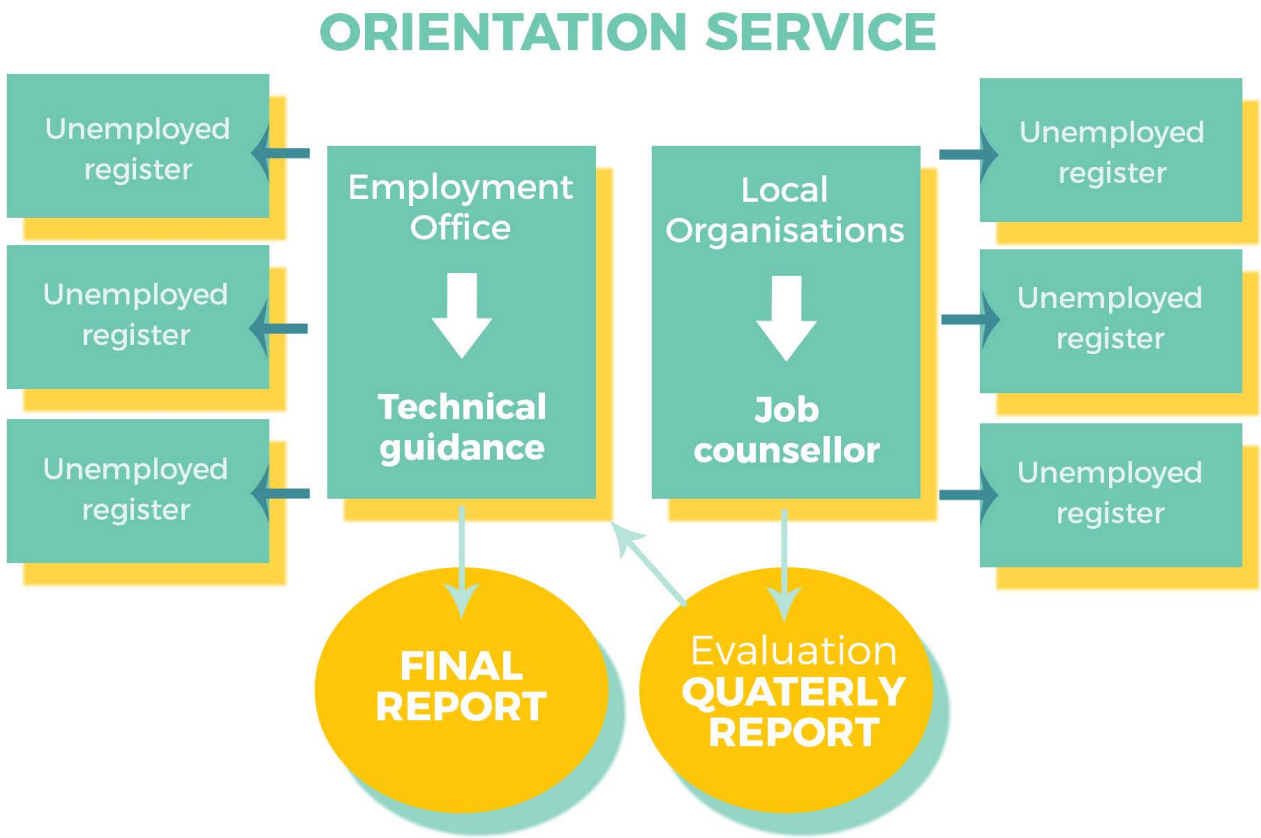 ORIENTATION SERVICE
Unemployed
register
Unemployed
register
Unemployed
register
Employment
Office
Technical
guidance
Local
Organisations
Job
counsellor
Unemployed
register
Unemployed
register
Unemployed
register
FINAL
REPORT
Evaluation
QUATERLY
REPORT